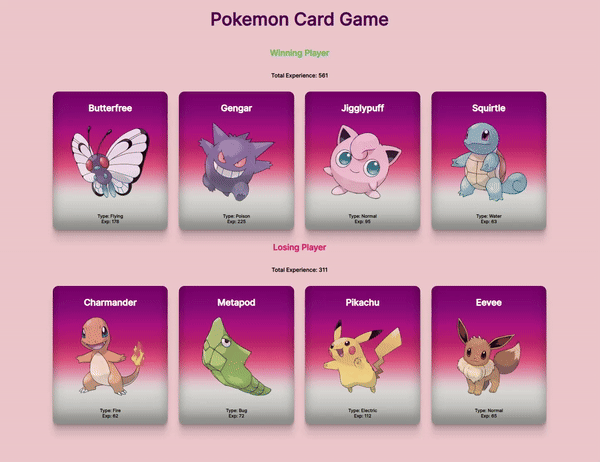 Pokemon Card Game
Winning Player
Total Experience: 561
Butterfree
Gengar
Jigglypuff
Squirtle
Type: Flying
Exp: 178
Type: Poison
Exp: 225
Type: Normal
Exp: 95
Type: Water
Exp: 63
Losing Player
Total Experience: 311
Charmander
Metapod
Pikachu
Eevee
Type: Fire
Exp: 62
Type: Bug
Exp: 72
Type: Electric
Exp: 112
Type: Normal
Exp: 65